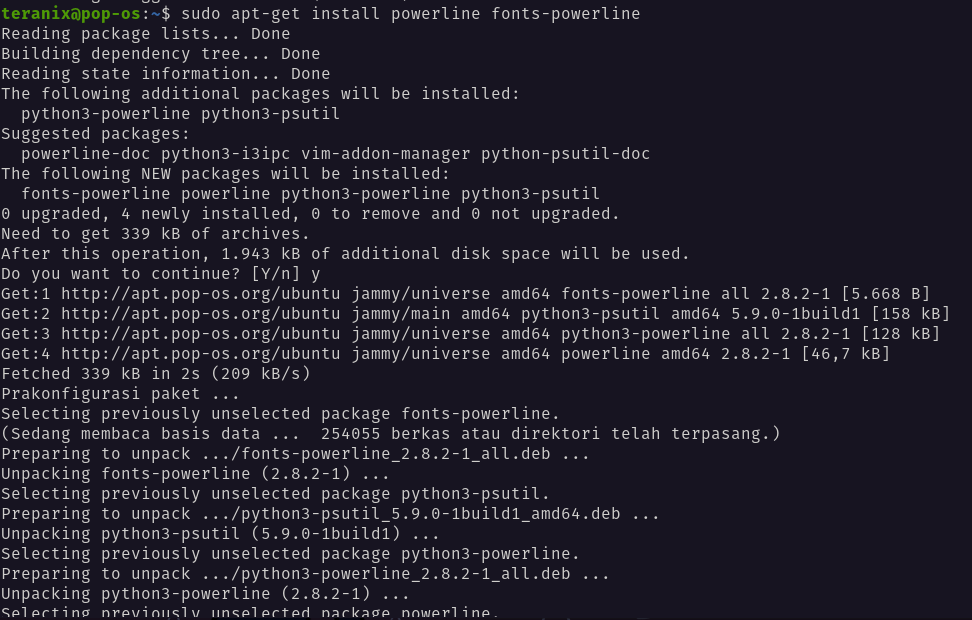 teranix@pop-os:~$ sudo apt-get install powerline fonts-powerline
Reading package lists... Done
Building dependency tree... Done
Reading state information... Done
The following additional packages will be installed:
  python3-powerline python3-psutil
Suggested packages:
  powerline-doc python3-i3ipc vim-addon-manager python-psutil-doc
The following NEW packages will be installed:
  fonts-powerline powerline python3-powerline python3-psutil
0 upgraded, 4 newly installed, 0 to remove and 0 not upgraded.
Need to get 339 kB of archives.
After this operation, 1.943 kB of additional disk space will be used.
Do you want to continue? [Y/n] y
Get:1 http://apt.pop-os.org/ubuntu jammy/universe amd64 fonts-powerline all 2.8.2-1 [5.668 B]
Get:2 http://apt.pop-os.org/ubuntu jammy/main amd64 python3-psutil amd64 5.9.0-1build1 [158 kB]
Get:3 http://apt.pop-os.org/ubuntu jammy/universe amd64 python3-powerline all 2.8.2-1 [128 kB]
Get:4 http://apt.pop-os.org/ubuntu jammy/universe amd64 powerline amd64 2.8.2-1 [46,7 kB]
Fetched 339 kB in 2s (209 kB/s)
Prakonfigurasi paket ...
Selecting previously unselected package fonts-powerline.
(Sedang membaca basis data ...  254055 berkas atau direktori telah terpasang.)
Preparing to unpack .../fonts-powerline_2.8.2-1_all.deb ...
Unpacking fonts-powerline (2.8.2-1) ...
Selecting previously unselected package python3-psutil.
Preparing to unpack .../python3-psutil_5.9.0-1build1_amd64.deb ...
Unpacking python3-psutil (5.9.0-1build1) ...
Selecting previously unselected package python3-powerline.
Preparing to unpack .../python3-powerline_2.8.2-1_all.deb ...
Unpacking python3-powerline (2.8.2-1) ...
Selecting previously unselected package powerline.